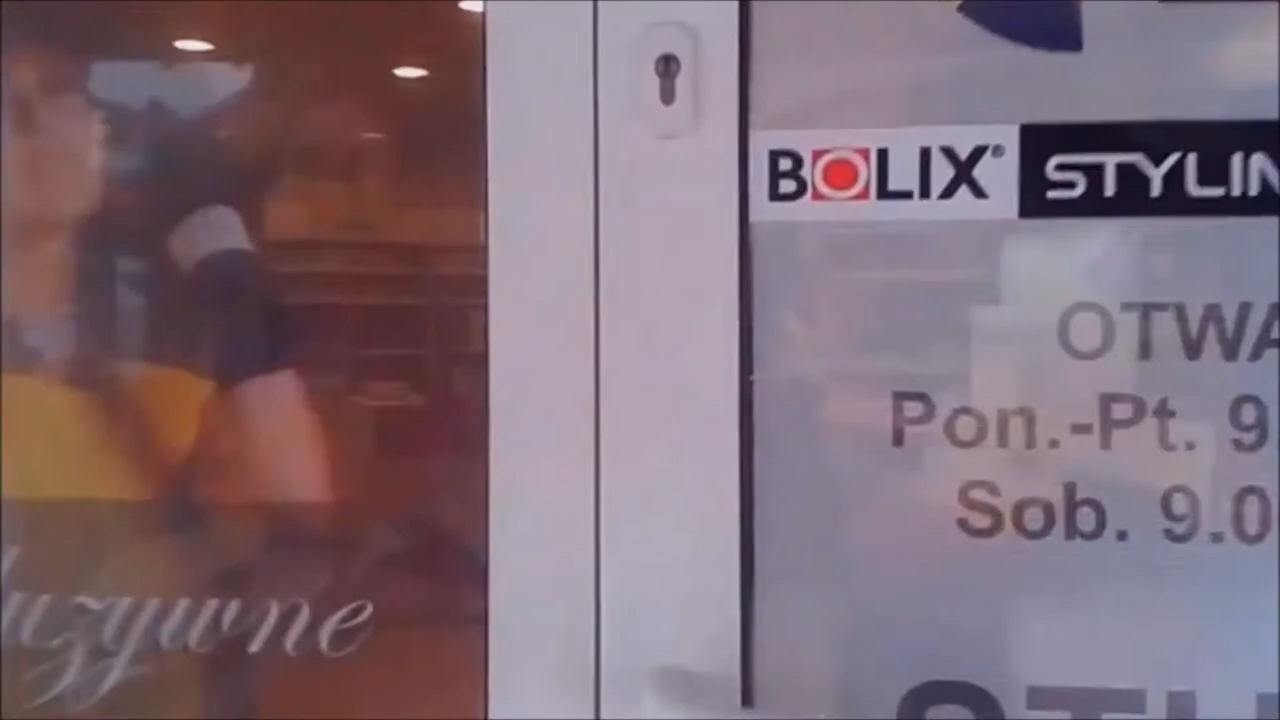 BOLIX® STYLIN
OTWA
Pon.-Pt. 9
Sob. 9.0
uzywne